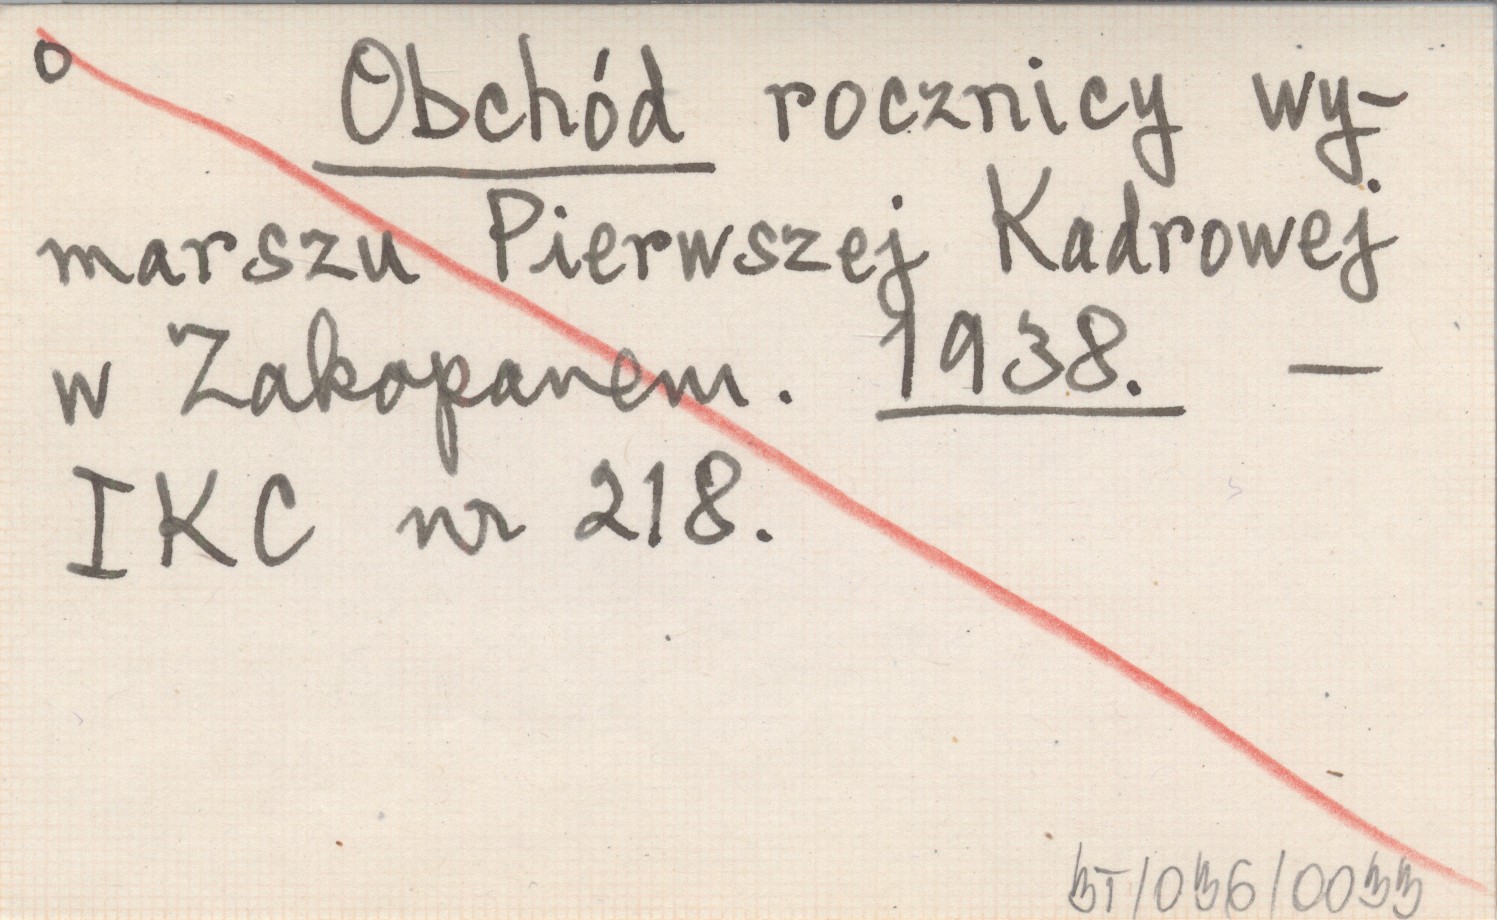 o Obchód rocznicy wy-
marszu Pierwszej Kadrowej
w Zakopanem. 1938. —
IKC nr 218.
BT/036/0033